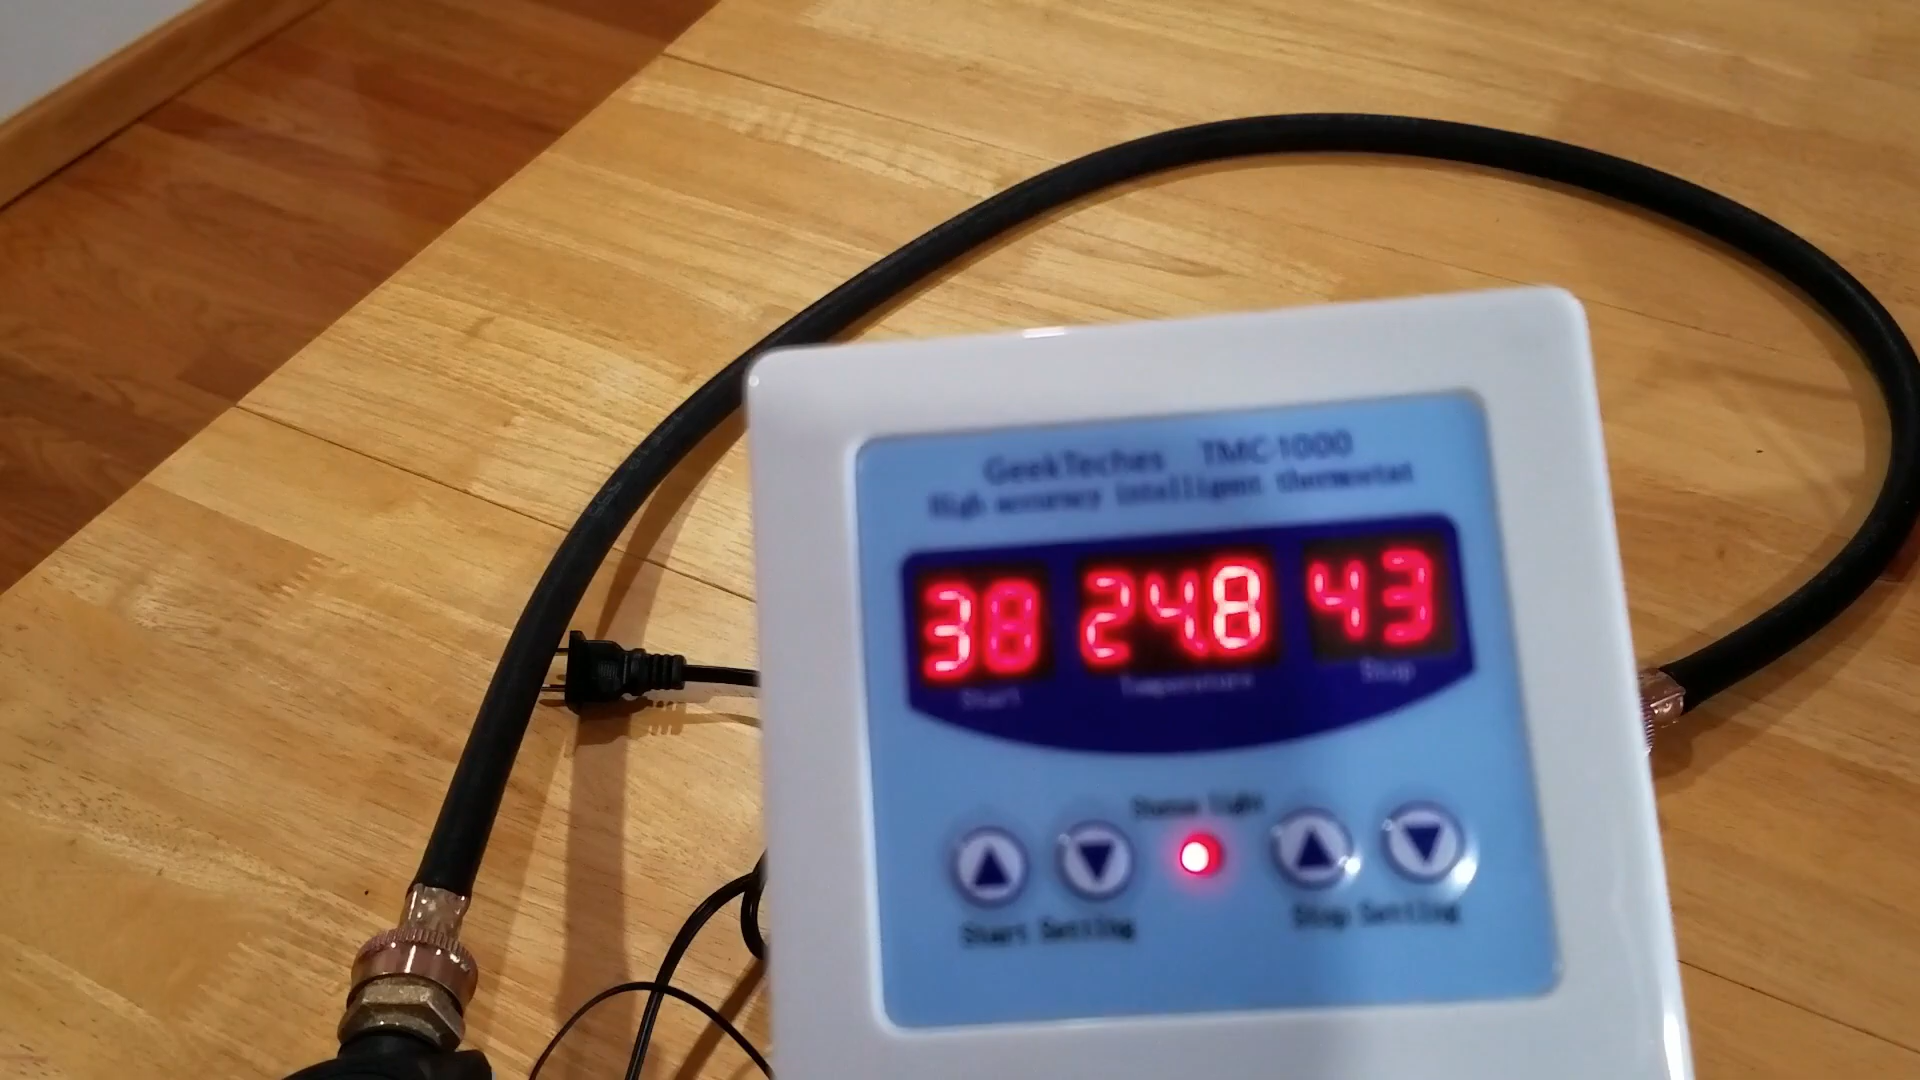 GeekTeches TMC-1000
High accuracy intelligent thermostat
38 24.8 43
Start Temperature Stop
Status light
Start Setting Stop Setting